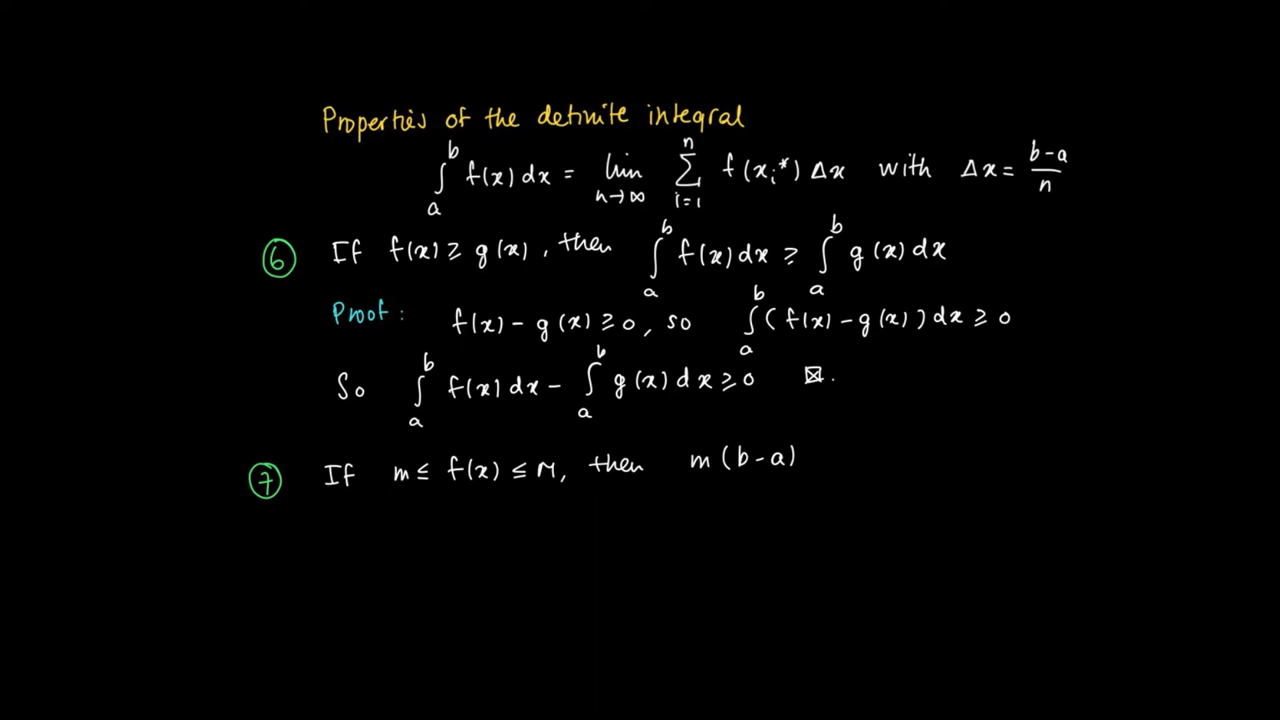 Properties of the definite integral
∫_a^b f(x) dx = lim_{n→∞} ∑_{i=1}^n f(x_i*) Δx with Δx = (b-a)/n
⑥ If f(x) ≥ g(x), then ∫_a^b f(x) dx ≥ ∫_a^b g(x) dx
Proof: f(x) - g(x) ≥ 0, so ∫_a^b (f(x) - g(x)) dx ≥ 0
So ∫_a^b f(x) dx - ∫_a^b g(x) dx ≥ 0 ⊠.
⑦ If m ≤ f(x) ≤ M, then m(b-a)